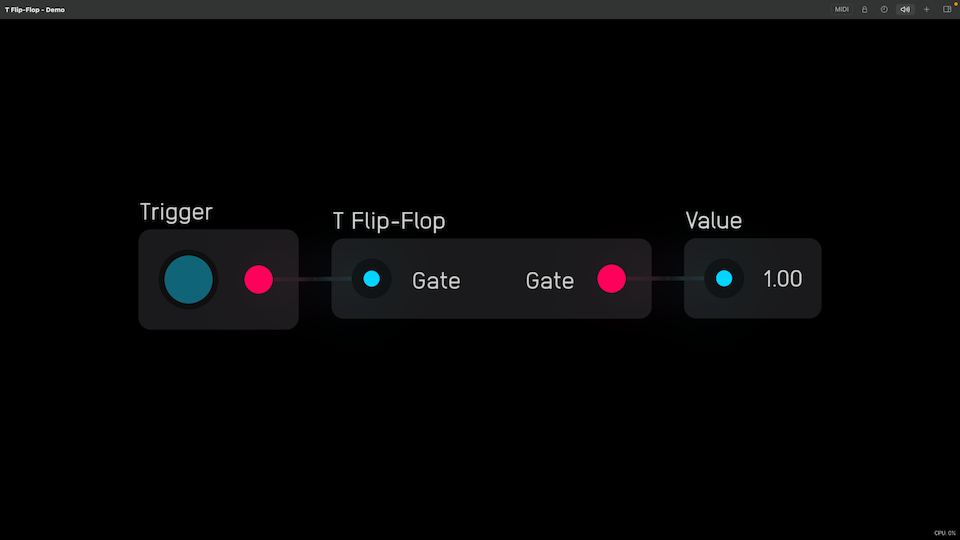 T Flip-Flop - Demo
MIDI
Trigger
T Flip-Flop
Value
Gate
Gate
1.00
CPU: 0%